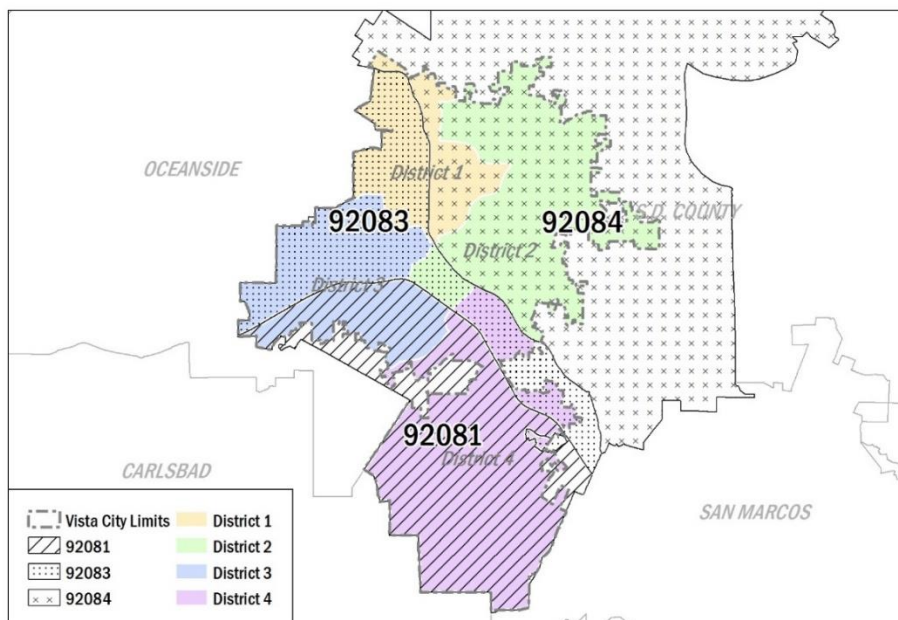 OCEANSIDE
District 1
92083
92084
S.D. COUNTY
District 2
District 3
92081
District 4
CARLSBAD
SAN MARCOS
Vista City Limits
92081
92083
92084
District 1
District 2
District 3
District 4